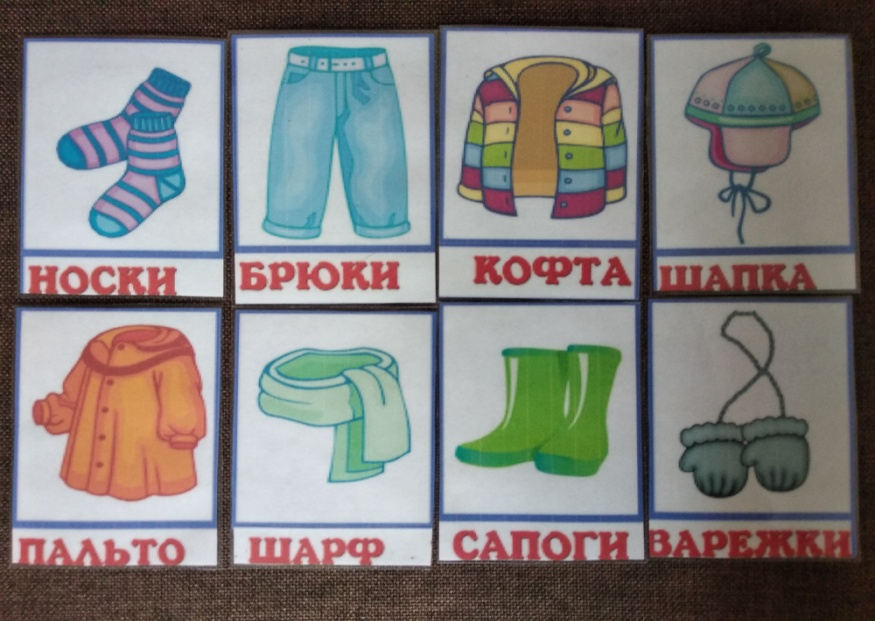 НОСКИ
БРЮКИ
КОФТА
ШАПКА
ПАЛЬТО
ШАРФ
САПОГИ
ВАРЕЖКИ